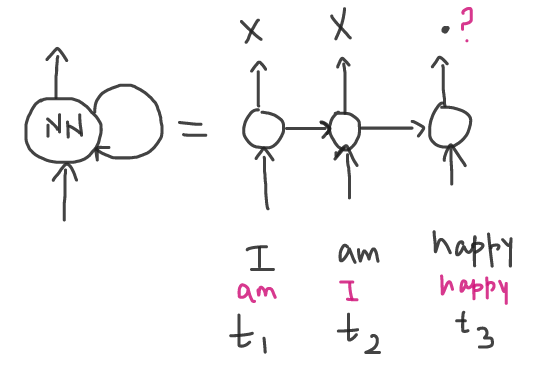 X X . ?
NN =
I am happy
am I happy
t₁ t₂ t₃